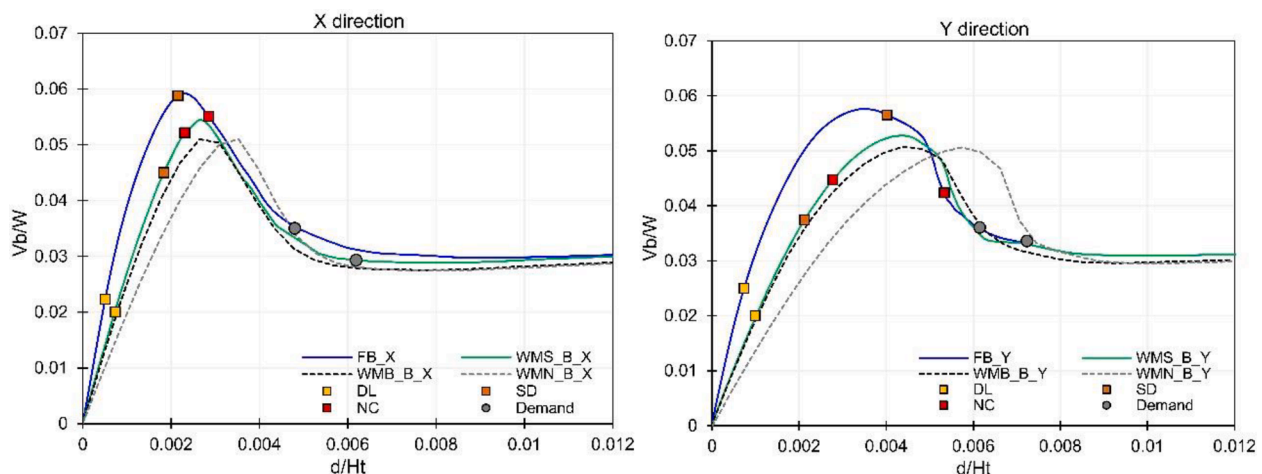 X direction
0.07
0.06
0.05
0.04
0.03
0.02
0.01
0
Vb/W
0 0.002 0.004 0.006 0.008 0.01 0.012
d/Ht
FB_X WMS_B_X
WMB_B_X WMN_B_X
DL SD
NC Demand
Y direction
0.07
0.06
0.05
0.04
0.03
0.02
0.01
0
Vb/W
0 0.002 0.004 0.006 0.008 0.01 0.012
d/Ht
FB_Y WMS_B_Y
WMB_B_Y WMN_B_Y
DL SD
NC Demand